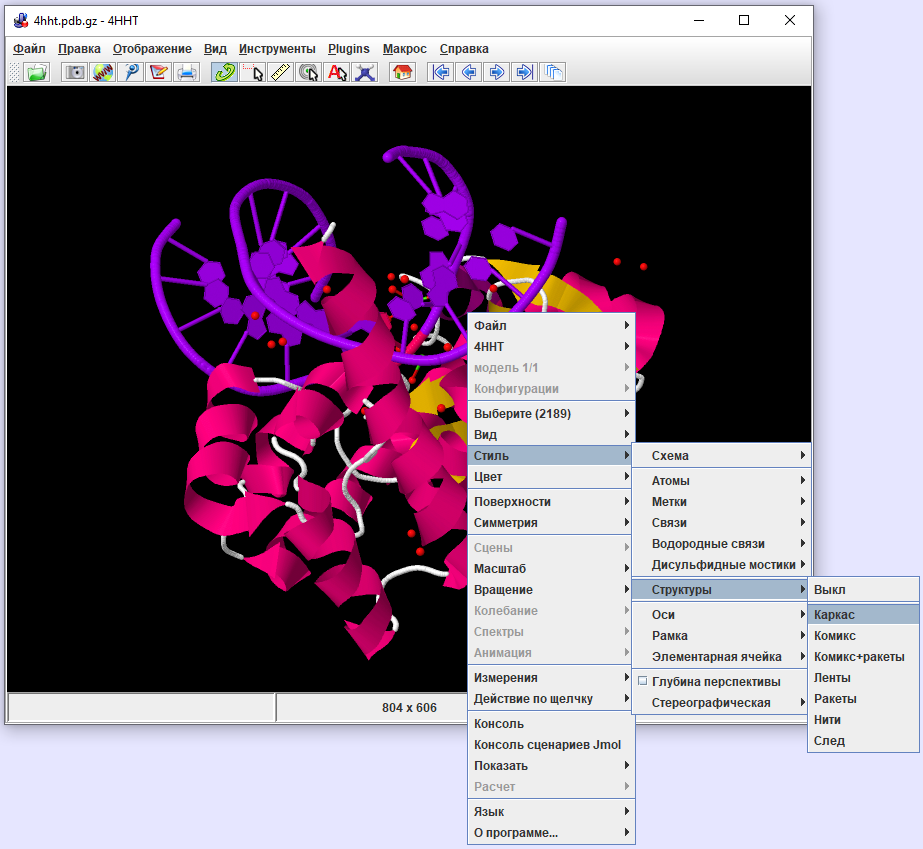 4hht.pdb.gz - 4HHT
Файл Правка Отображение Вид Инструменты Plugins Макрос Справка
Файл
4HHT
модель 1/1
Конфигурации
Выберите (2189)
Вид
Стиль
Цвет
Поверхности
Симметрия
Сцены
Масштаб
Вращение
Колебание
Спектры
Анимация
Измерения
Действие по щелчку
Консоль
Консоль сценариев Jmol
Показать
Расчет
Язык
О программе...
Схема
Атомы
Метки
Связи
Водородные связи
Дисульфидные мостики
Структуры
Оси
Рамка
Элементарная ячейка
Глубина перспективы
Стереографическая
Выкл
Каркас
Комикс
Комикс+ракеты
Ленты
Ракеты
Нити
След
804 x 606